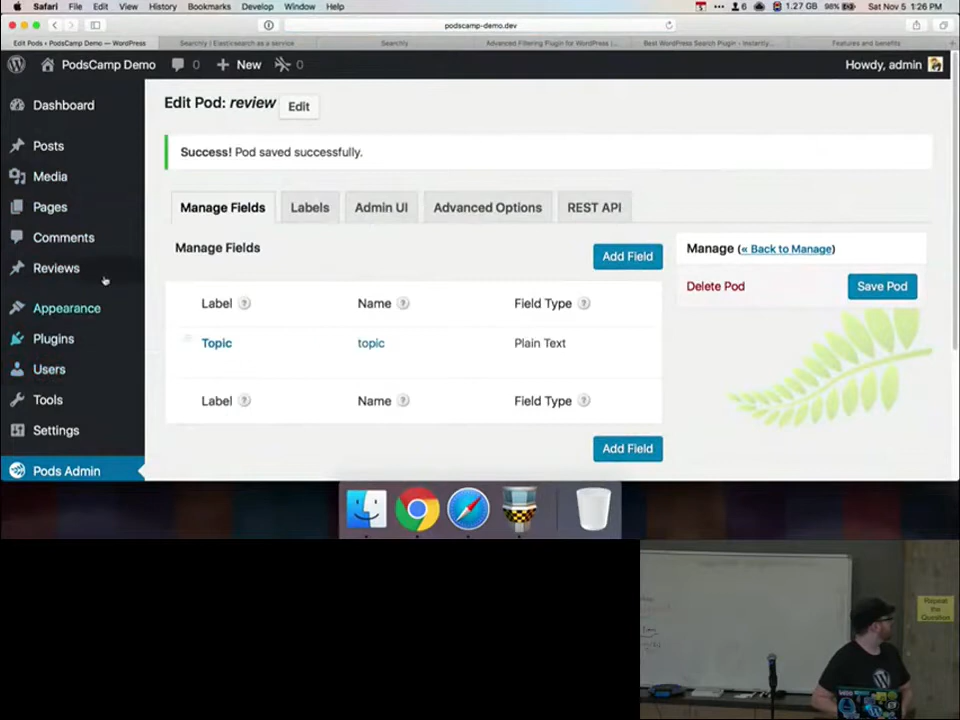 Safari File Edit View History Bookmarks Develop Window Help 6 1.27 GB 98% Sat Nov 5 1:26 PM
podscamp-demo.dev
Edit Pods ‹ PodsCamp Demo — WordPress Searchly | Elasticsearch as a service Searchly Advanced Filtering Plugin for WordPress (... Best WordPress Search Plugin - Instantly... Features and benefits
PodsCamp Demo 0 New 0 Howdy, admin
Dashboard
Posts
Media
Pages
Comments
Reviews
Appearance
Plugins
Users
Tools
Settings
Pods Admin
Edit Pod: review Edit
Success! Pod saved successfully.
Manage Fields Labels Admin UI Advanced Options REST API
Manage Fields Add Field
Label ? Name ? Field Type ?
Topic topic Plain Text
Label ? Name ? Field Type ?
Add Field
Manage (« Back to Manage)
Delete Pod Save Pod
Repeat
the
Question